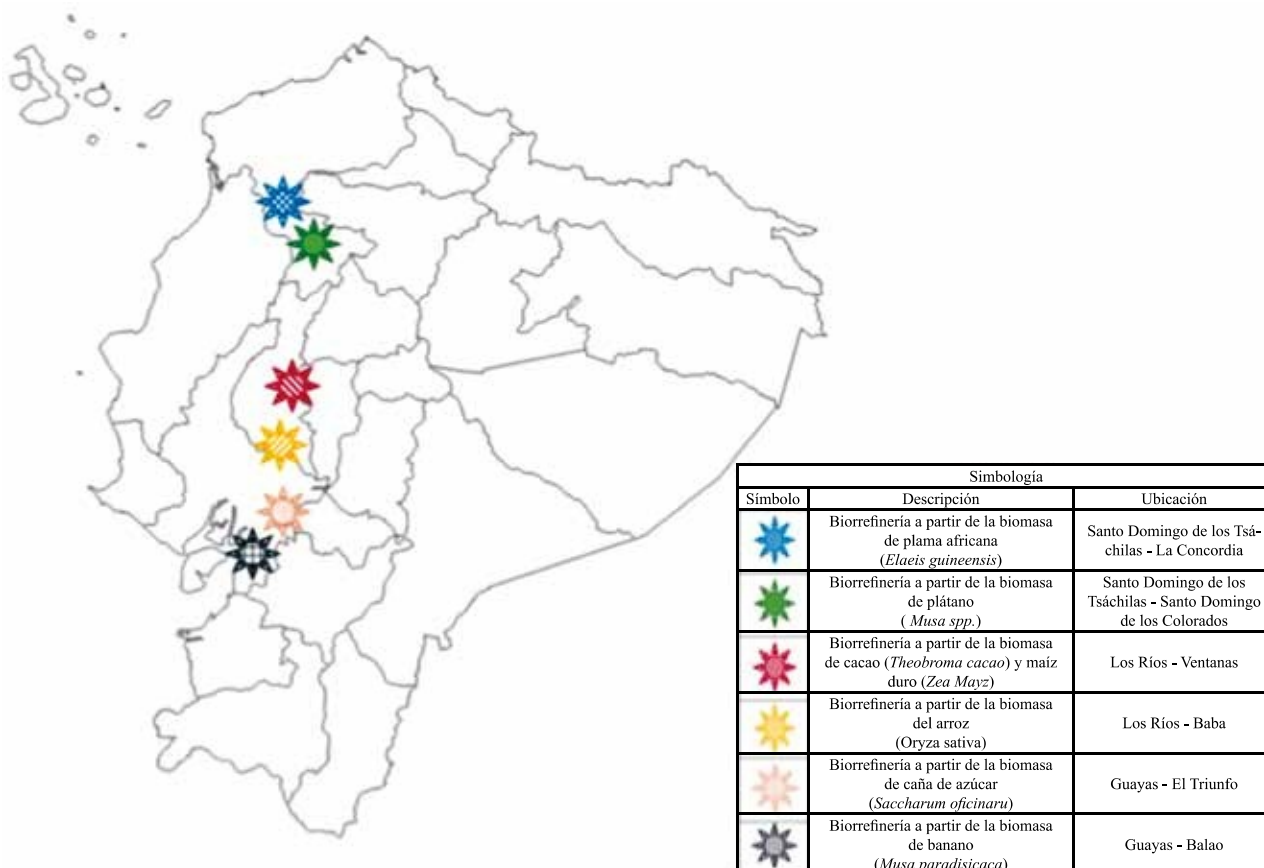 Simbología
Símbolo Descripción Ubicación
Biorrefinería a partir de la biomasa
de plama africana
(Elaeis guineensis)
Santo Domingo de los Tsá-
chilas - La Concordia
Biorrefinería a partir de la biomasa
de plátano
( Musa spp.)
Santo Domingo de los
Tsáchilas - Santo Domingo
de los Colorados
Biorrefinería a partir de la biomasa
de cacao (Theobroma cacao) y maíz
duro (Zea Mayz)
Los Ríos - Ventanas
Biorrefinería a partir de la biomasa
del arroz
(Oryza sativa)
Los Ríos - Baba
Biorrefinería a partir de la biomasa
de caña de azúcar
(Saccharum oficinaru)
Guayas - El Triunfo
Biorrefinería a partir de la biomasa
de banano
(Musa paradisicaca)
Guayas - Balao